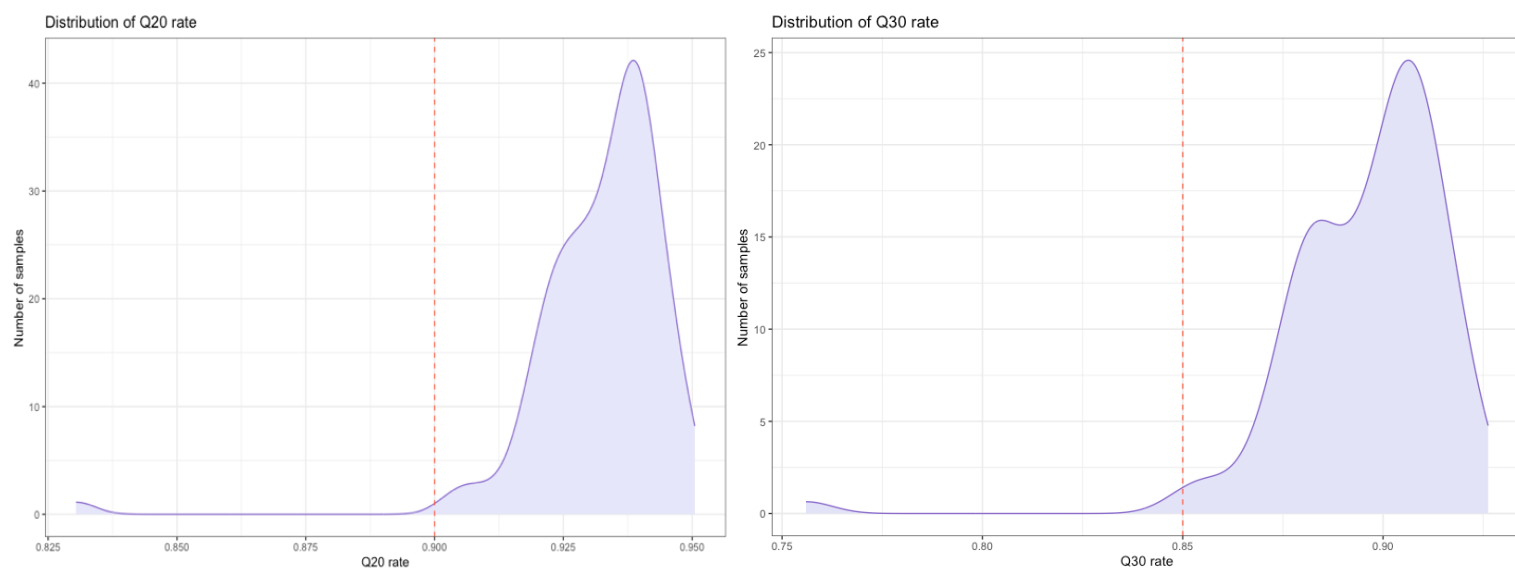 Distribution of Q20 rate
Number of samples
40
30
20
10
0
0.825 0.850 0.875 0.900 0.925 0.950
Q20 rate
Distribution of Q30 rate
Number of samples
25
20
15
10
5
0
0.75 0.80 0.85 0.90
Q30 rate